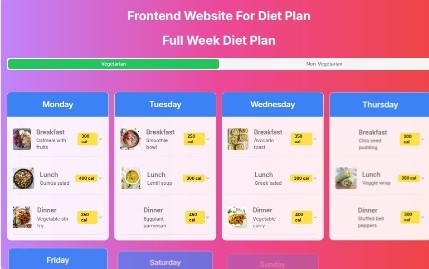 Frontend Website For Diet Plan
Full Week Diet Plan
Vegetarian
Non Vegetarian
Monday
Breakfast
Oatmeal with
fruits
300
cal
Lunch
Quinoa salad
400 cal
Dinner
Vegetable stir
fry
350
cal
Tuesday
Breakfast
Smoothie
bowl
250
cal
Lunch
Lentil soup
300 cal
Dinner
Eggplant
parmesan
450
cal
Wednesday
Breakfast
Avocado
toast
350
cal
Lunch
Greek salad
300 cal
Dinner
Vegetable
curry
400
cal
Thursday
Breakfast
Chia seed
pudding
cal
Lunch
Veggie wrap
350 cal
Dinner
Stuffed bell
peppers
cal
Friday
Saturday
Sunday